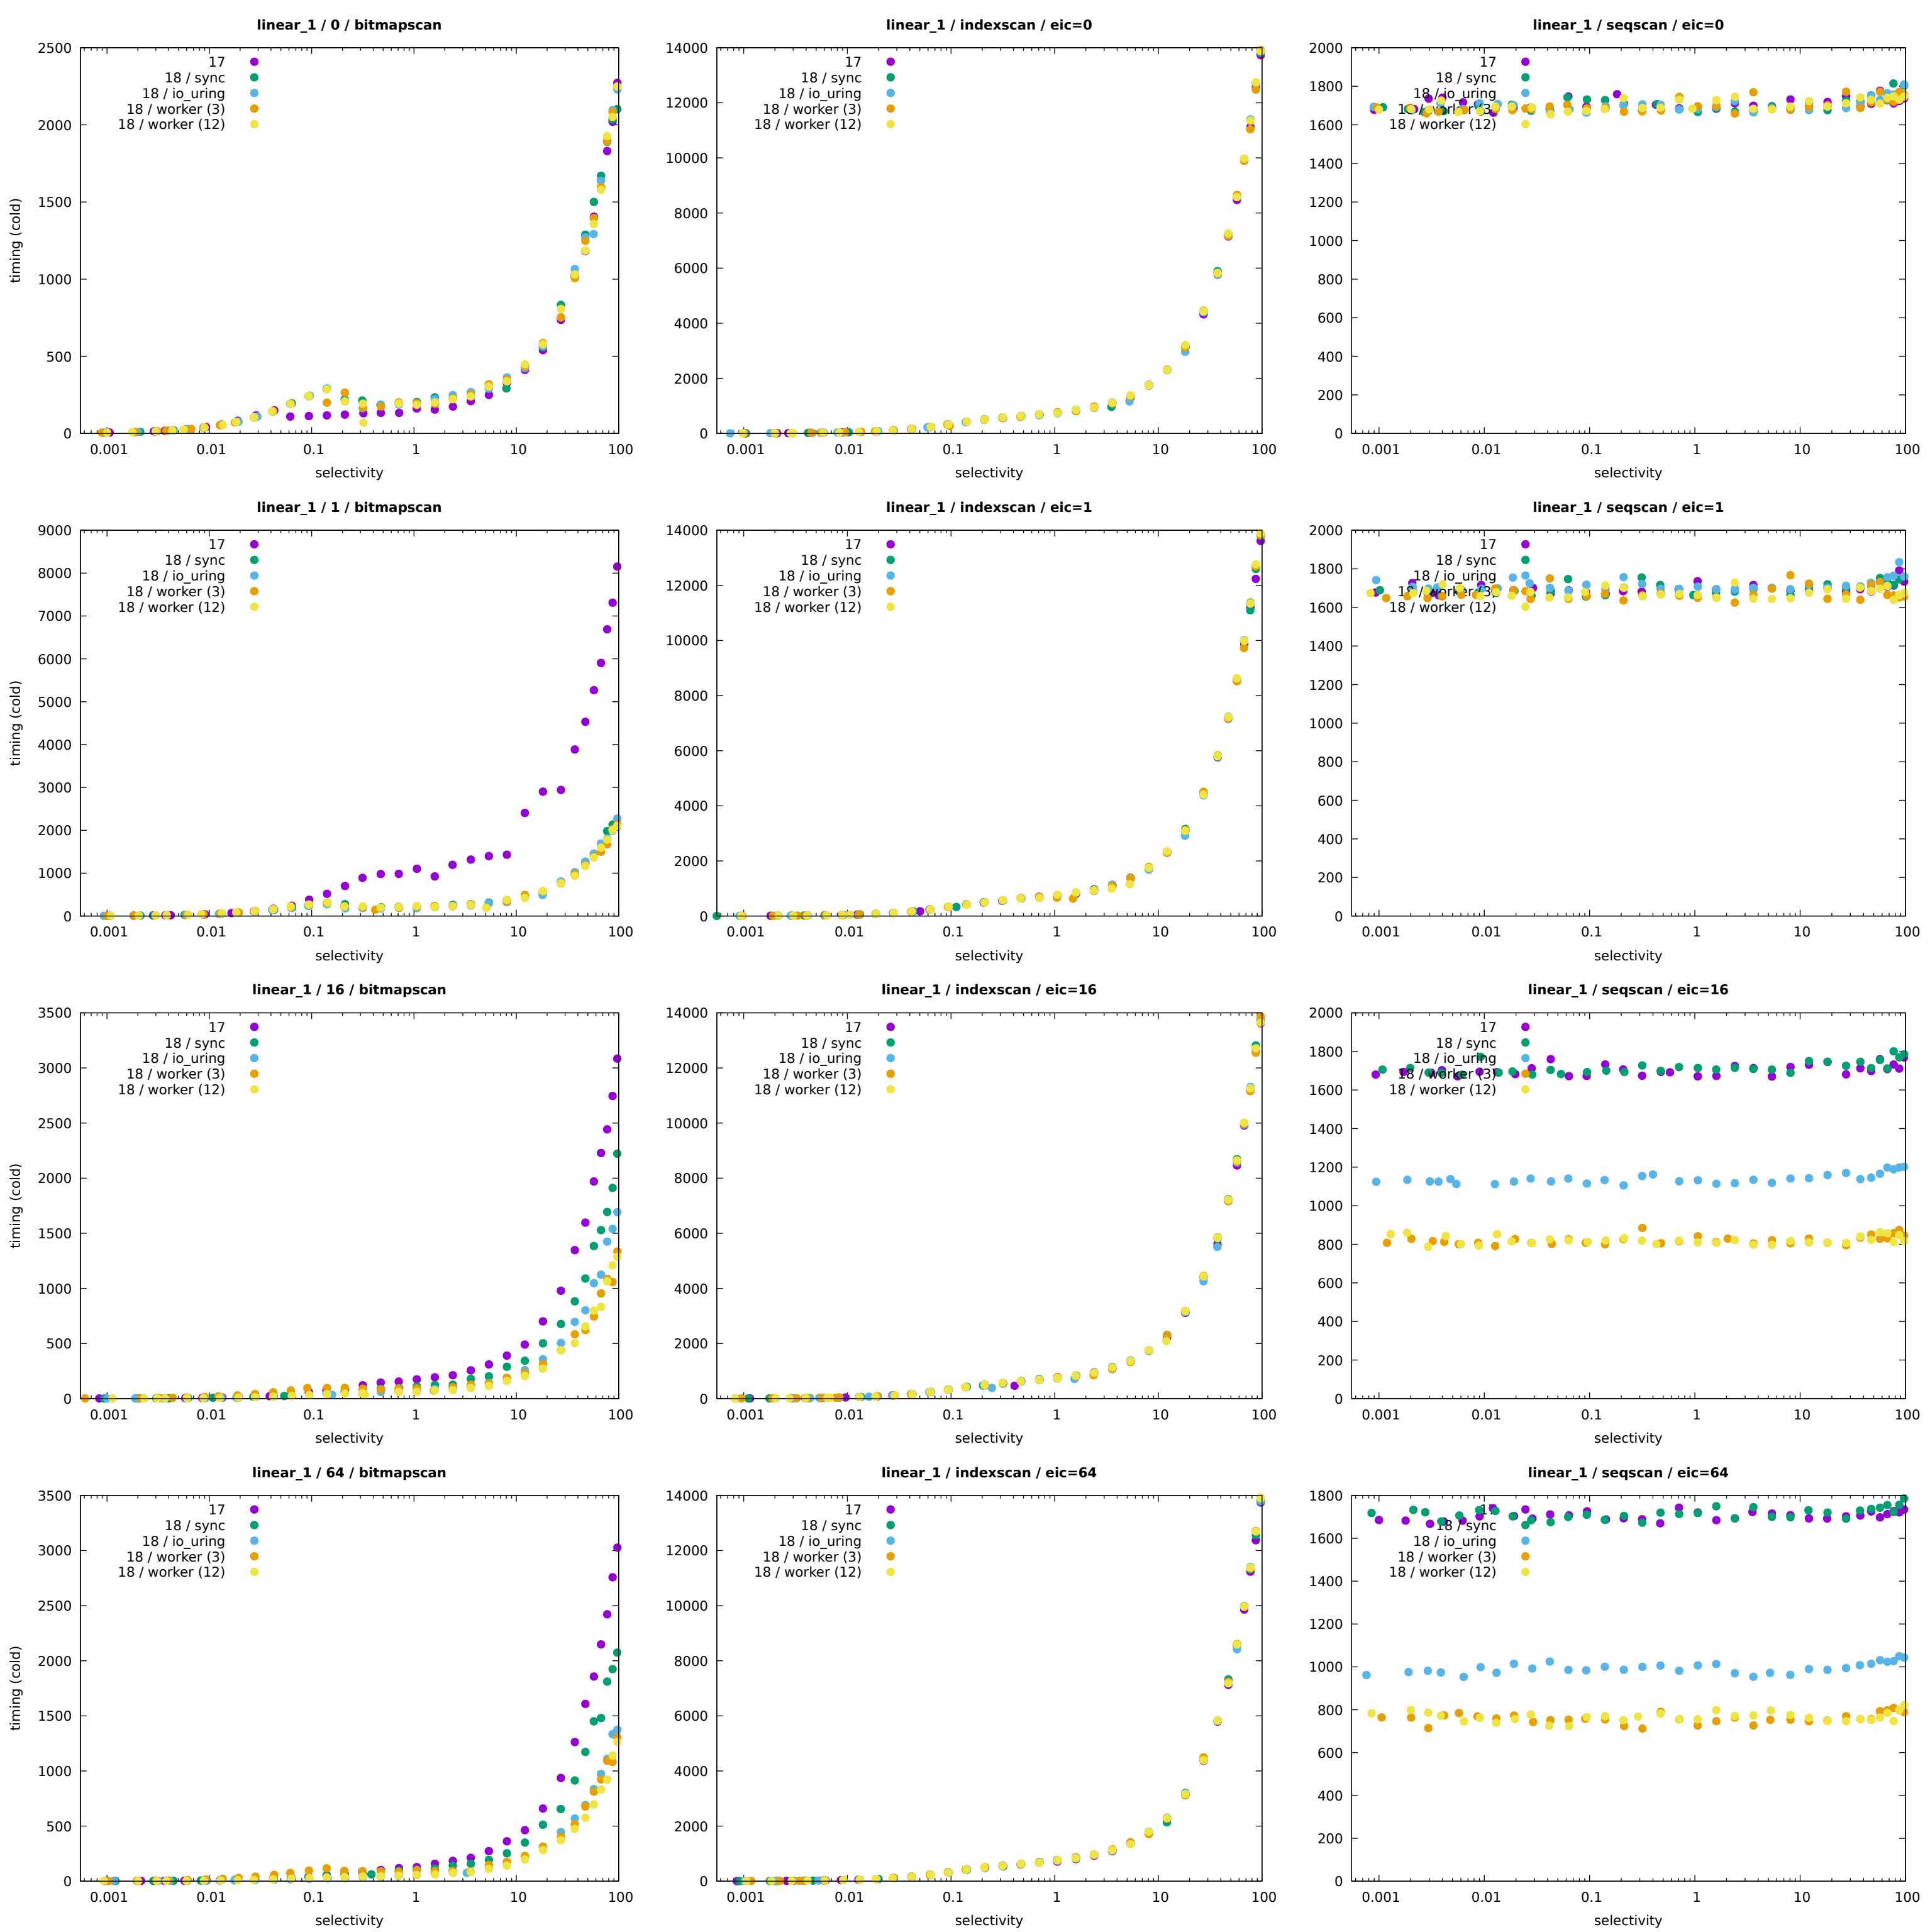 linear_1 / 0 / bitmapscan
timing (cold)
2500
2000
1500
1000
500
0
17
18 / sync
18 / io_uring
18 / worker (3)
18 / worker (12)
0.001 0.01 0.1 1 10 100
selectivity
linear_1 / indexscan / eic=0
14000
12000
10000
8000
6000
4000
2000
0
17
18 / sync
18 / io_uring
18 / worker (3)
18 / worker (12)
0.001 0.01 0.1 1 10 100
selectivity
linear_1 / seqscan / eic=0
2000
1800
1600
1400
1200
1000
800
600
400
200
0
17
18 / sync
18 / io_uring
18 / worker (3)
18 / worker (12)
0.001 0.01 0.1 1 10 100
selectivity
linear_1 / 1 / bitmapscan
timing (cold)
9000
8000
7000
6000
5000
4000
3000
2000
1000
0
17
18 / sync
18 / io_uring
18 / worker (3)
18 / worker (12)
0.001 0.01 0.1 1 10 100
selectivity
linear_1 / indexscan / eic=1
14000
12000
10000
8000
6000
4000
2000
0
17
18 / sync
18 / io_uring
18 / worker (3)
18 / worker (12)
0.001 0.01 0.1 1 10 100
selectivity
linear_1 / seqscan / eic=1
2000
1800
1600
1400
1200
1000
800
600
400
200
0
17
18 / sync
18 / io_uring
18 / worker (3)
18 / worker (12)
0.001 0.01 0.1 1 10 100
selectivity
linear_1 / 16 / bitmapscan
timing (cold)
3500
3000
2500
2000
1500
1000
500
0
17
18 / sync
18 / io_uring
18 / worker (3)
18 / worker (12)
0.001 0.01 0.1 1 10 100
selectivity
linear_1 / indexscan / eic=16
14000
12000
10000
8000
6000
4000
2000
0
17
18 / sync
18 / io_uring
18 / worker (3)
18 / worker (12)
0.001 0.01 0.1 1 10 100
selectivity
linear_1 / seqscan / eic=16
2000
1800
1600
1400
1200
1000
800
600
400
200
0
17
18 / sync
18 / io_uring
18 / worker (3)
18 / worker (12)
0.001 0.01 0.1 1 10 100
selectivity
linear_1 / 64 / bitmapscan
timing (cold)
3500
3000
2500
2000
1500
1000
500
0
17
18 / sync
18 / io_uring
18 / worker (3)
18 / worker (12)
0.001 0.01 0.1 1 10 100
selectivity
linear_1 / indexscan / eic=64
14000
12000
10000
8000
6000
4000
2000
0
17
18 / sync
18 / io_uring
18 / worker (3)
18 / worker (12)
0.001 0.01 0.1 1 10 100
selectivity
linear_1 / seqscan / eic=64
1800
1600
1400
1200
1000
800
600
400
200
0
17
18 / sync
18 / io_uring
18 / worker (3)
18 / worker (12)
0.001 0.01 0.1 1 10 100
selectivity